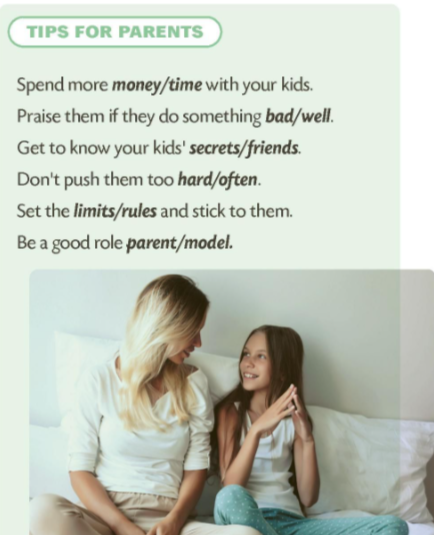 TIPS FOR PARENTS
Spend more money/time with your kids.
Praise them if they do something bad/well.
Get to know your kids' secrets/friends.
Don't push them too hard/often.
Set the limits/rules and stick to them.
Be a good role parent/model.